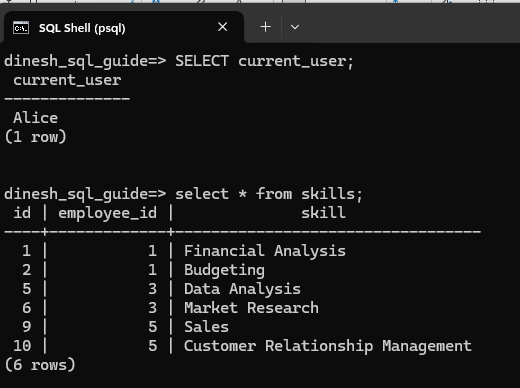 SQL Shell (psql)
dinesh_sql_guide=> SELECT current_user;
 current_user
--------------
 Alice
(1 row)
dinesh_sql_guide=> select * from skills;
 id | employee_id |              skill
----+-------------+----------------------------------
  1 |           1 | Financial Analysis
  2 |           1 | Budgeting
  5 |           3 | Data Analysis
  6 |           3 | Market Research
  9 |           5 | Sales
 10 |           5 | Customer Relationship Management
(6 rows)